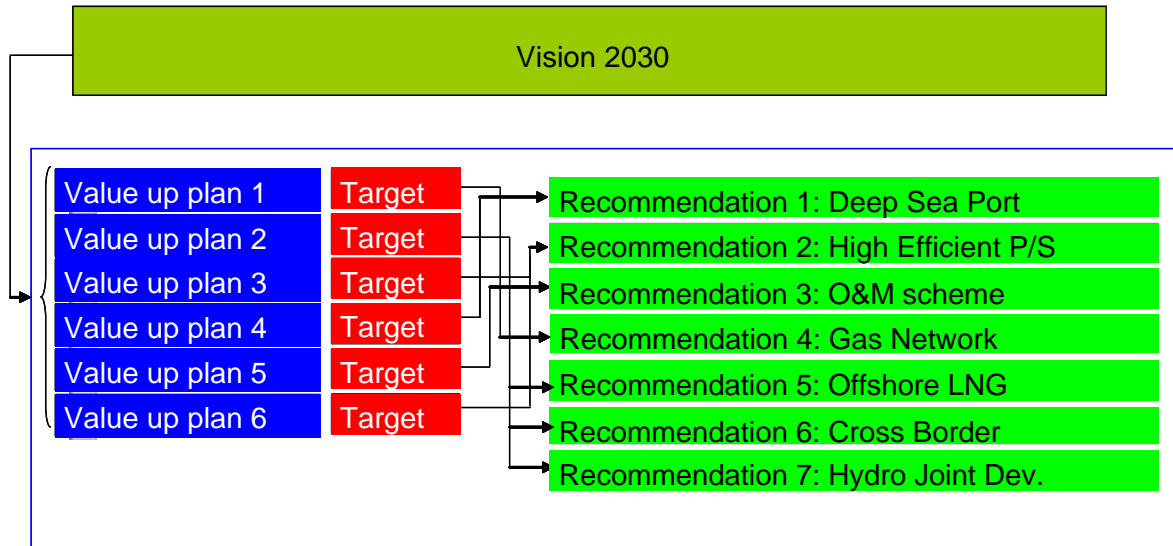 Vision 2030
Value up plan 1 Target
Value up plan 2 Target
Value up plan 3 Target
Value up plan 4 Target
Value up plan 5 Target
Value up plan 6 Target
Recommendation 1: Deep Sea Port
Recommendation 2: High Efficient P/S
Recommendation 3: O&M scheme
Recommendation 4: Gas Network
Recommendation 5: Offshore LNG
Recommendation 6: Cross Border
Recommendation 7: Hydro Joint Dev.